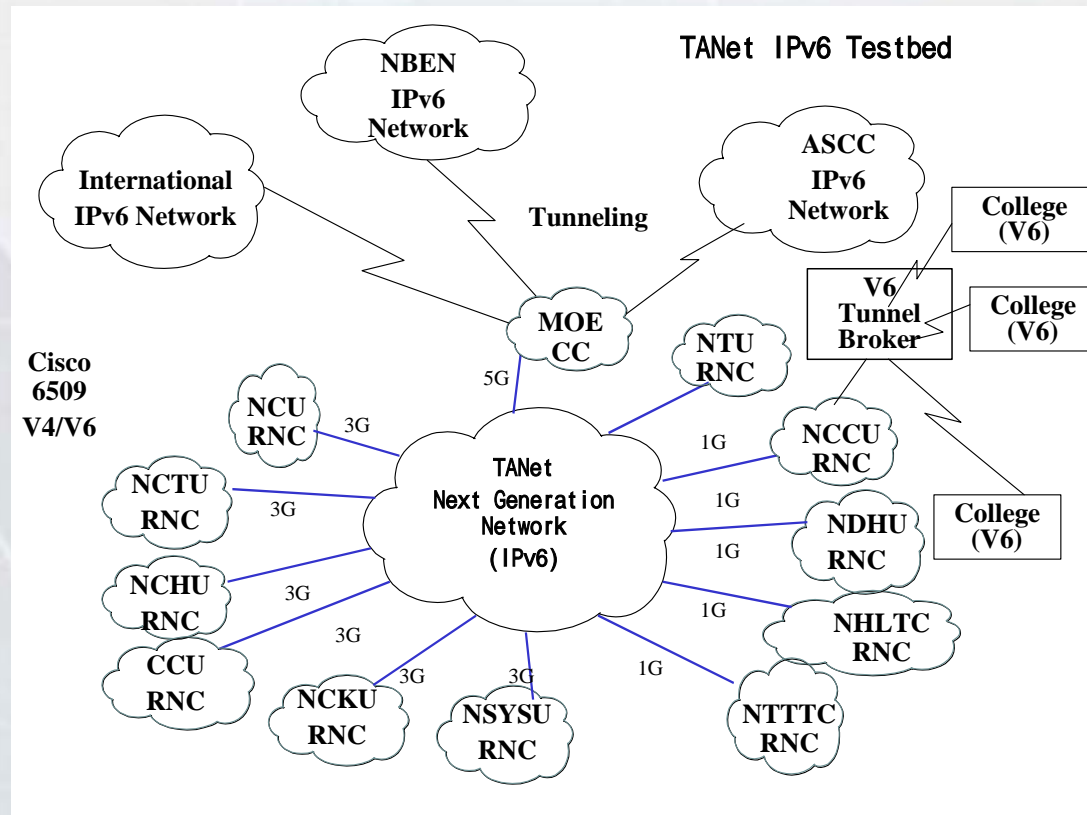 TANet IPv6 Testbed
NBEN
IPv6
Network
ASCC
IPv6
Network
International
IPv6 Network
Tunneling
College
(V6)
V6
Tunnel
Broker
College
(V6)
MOE
CC
NTU
RNC
Cisco
6509
V4/V6
5G
NCU
RNC
3G
1G
NCCU
RNC
TANet
Next Generation
Network
(IPv6)
NCTU
RNC
3G
1G
NDHU
RNC
College
(V6)
1G
NCHU
RNC
3G
1G
NHLTC
RNC
CCU
RNC
3G
NCKU
RNC
3G
NSYSU
RNC
3G
1G
NTTTC
RNC